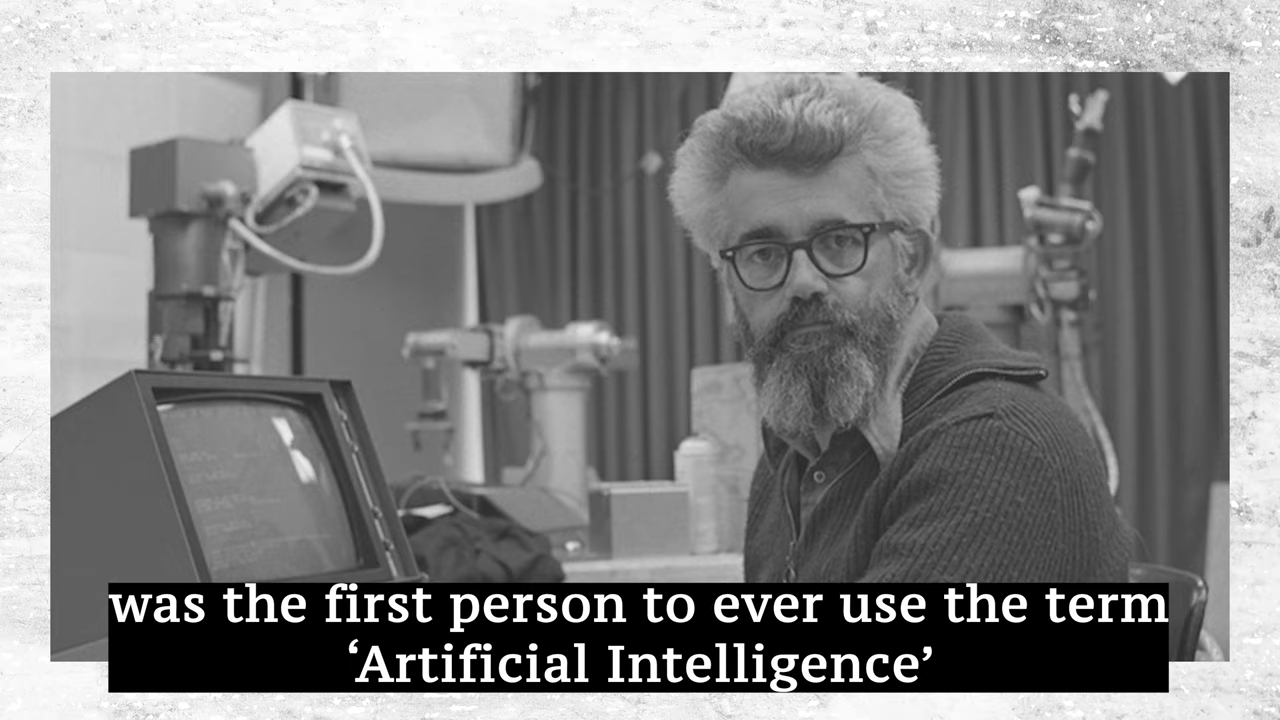 was the first person to ever use the term
‘Artificial Intelligence’